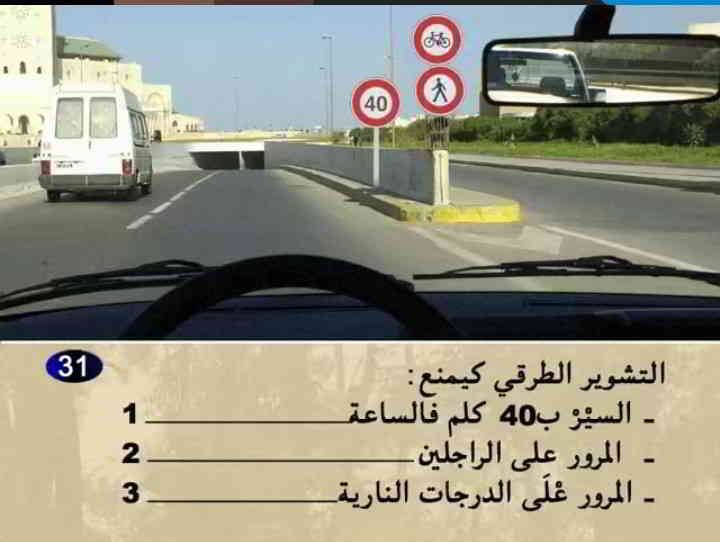 40
31
التشوير الطرقي كيمنع:
- السيْرْ ب40 كلم فالساعة 1
- المرور على الراجلين 2
- المرور عْلَى الدرجات النارية 3